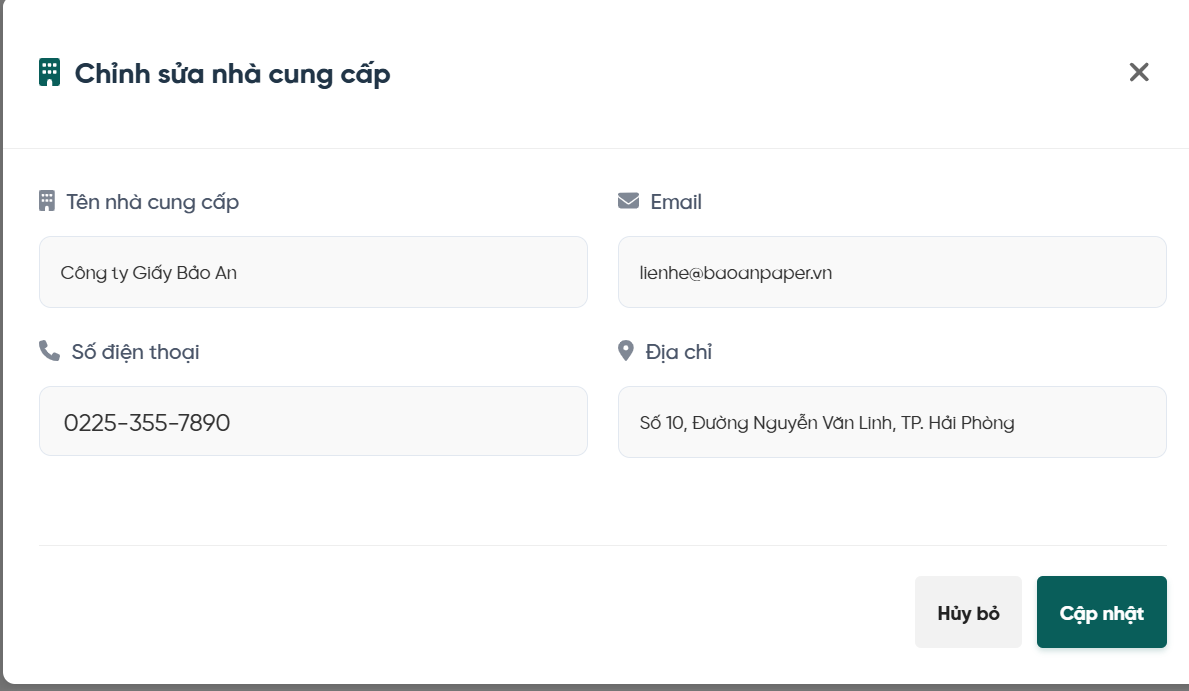 Chỉnh sửa nhà cung cấp
Tên nhà cung cấp
Email
Công ty Giấy Bảo An
lienhe@baoanpaper.vn
Số điện thoại
Địa chỉ
0225-355-7890
Số 10, Đường Nguyễn Văn Linh, TP. Hải Phòng
Hủy bỏ
Cập nhật